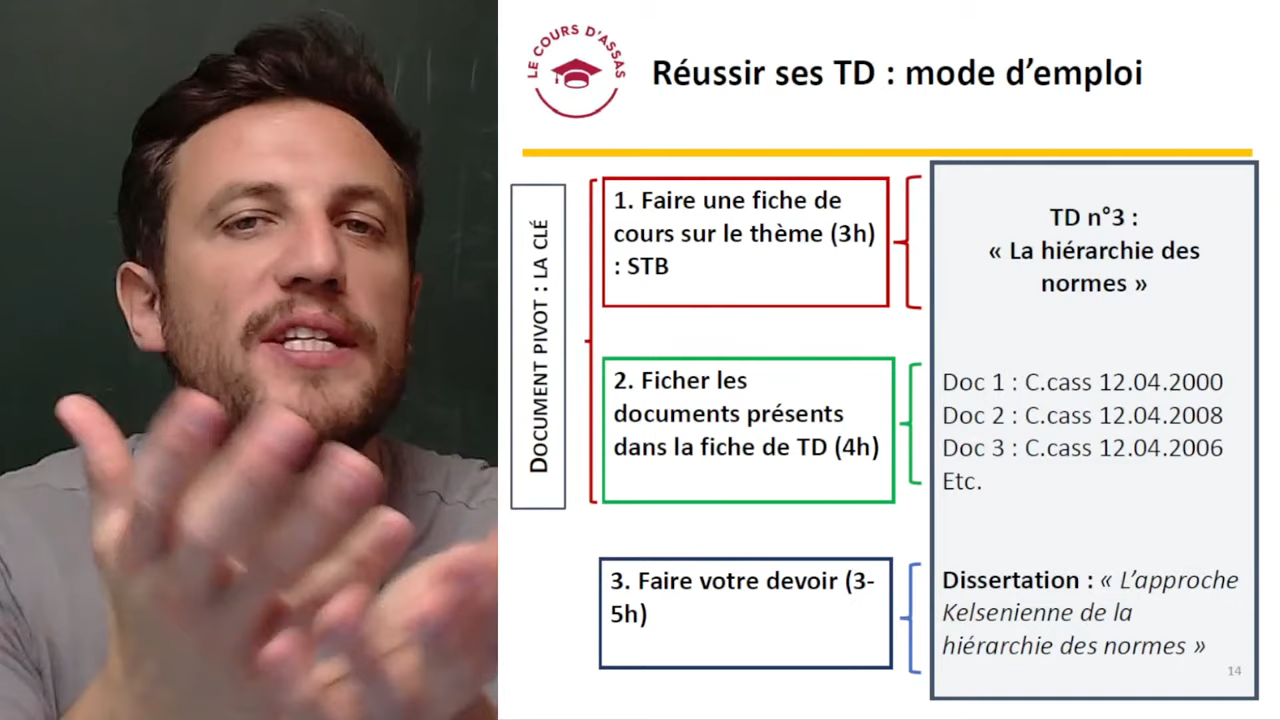 LE COURS D'ASSAS
Réussir ses TD : mode d’emploi
DOCUMENT PIVOT : LA CLÉ
1. Faire une fiche de
cours sur le thème (3h)
: STB
2. Ficher les
documents présents
dans la fiche de TD (4h)
3. Faire votre devoir (3-
5h)
TD n°3 :
« La hiérarchie des
normes »
Doc 1 : C.cass 12.04.2000
Doc 2 : C.cass 12.04.2008
Doc 3 : C.cass 12.04.2006
Etc.
Dissertation : « L’approche
Kelsenienne de la
hiérarchie des normes »
14